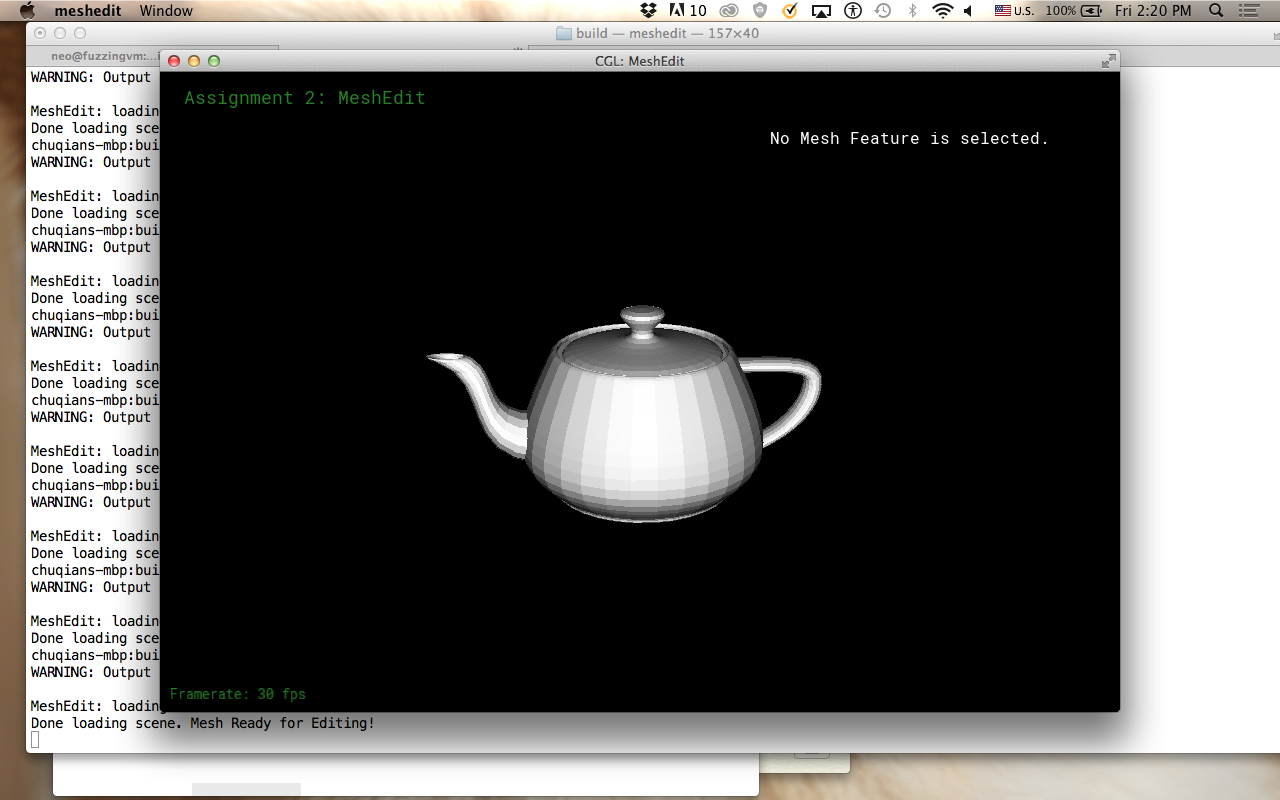 meshedit Window 10 U.S. 100% Fri 2:20 PM
build — meshedit — 157×40
neo@fuzzingvm:...
CGL: MeshEdit
WARNING: Output
Assignment 2: MeshEdit
No Mesh Feature is selected.
MeshEdit: loadin
Done loading sce
chuqians-mbp:bui
WARNING: Output
MeshEdit: loadin
Done loading sce
chuqians-mbp:bui
WARNING: Output
MeshEdit: loadin
Done loading sce
chuqians-mbp:bui
WARNING: Output
MeshEdit: loadin
Done loading sce
chuqians-mbp:bui
WARNING: Output
MeshEdit: loadin
Done loading sce
chuqians-mbp:bui
WARNING: Output
MeshEdit: loadin
Done loading sce
chuqians-mbp:bui
WARNING: Output
MeshEdit: loadin
Done loading sce
chuqians-mbp:bui
WARNING: Output
Framerate: 30 fps
MeshEdit: loading
Done loading scene. Mesh Ready for Editing!